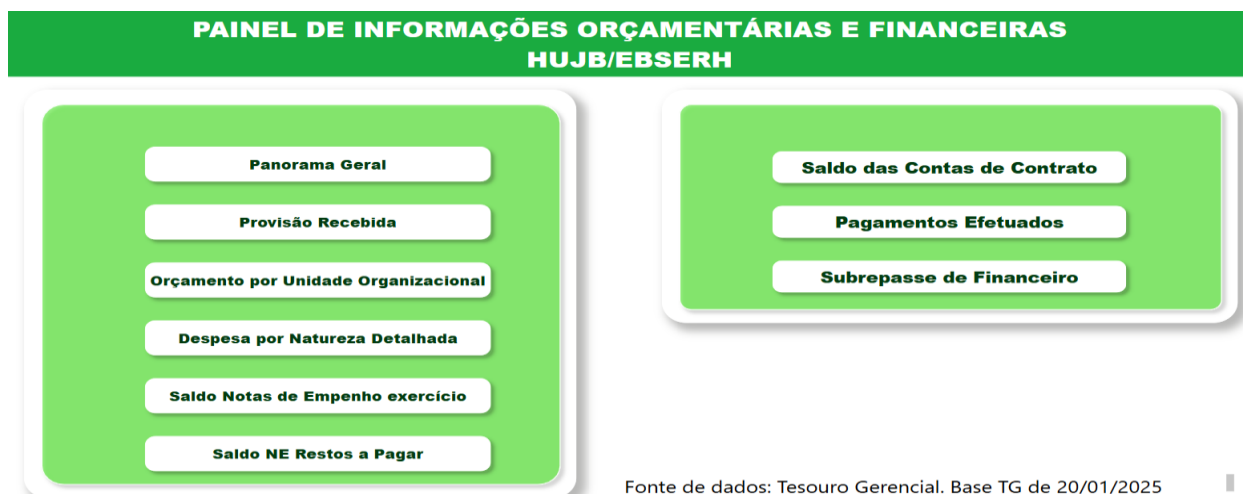 PAINEL DE INFORMAÇÕES ORÇAMENTÁRIAS E FINANCEIRAS
HUJB/EBSERH
Panorama Geral
Provisão Recebida
Orçamento por Unidade Organizacional
Despesa por Natureza Detalhada
Saldo Notas de Empenho exercício
Saldo NE Restos a Pagar
Saldo das Contas de Contrato
Pagamentos Efetuados
Subrepasse de Financeiro
Fonte de dados: Tesouro Gerencial. Base TG de 20/01/2025